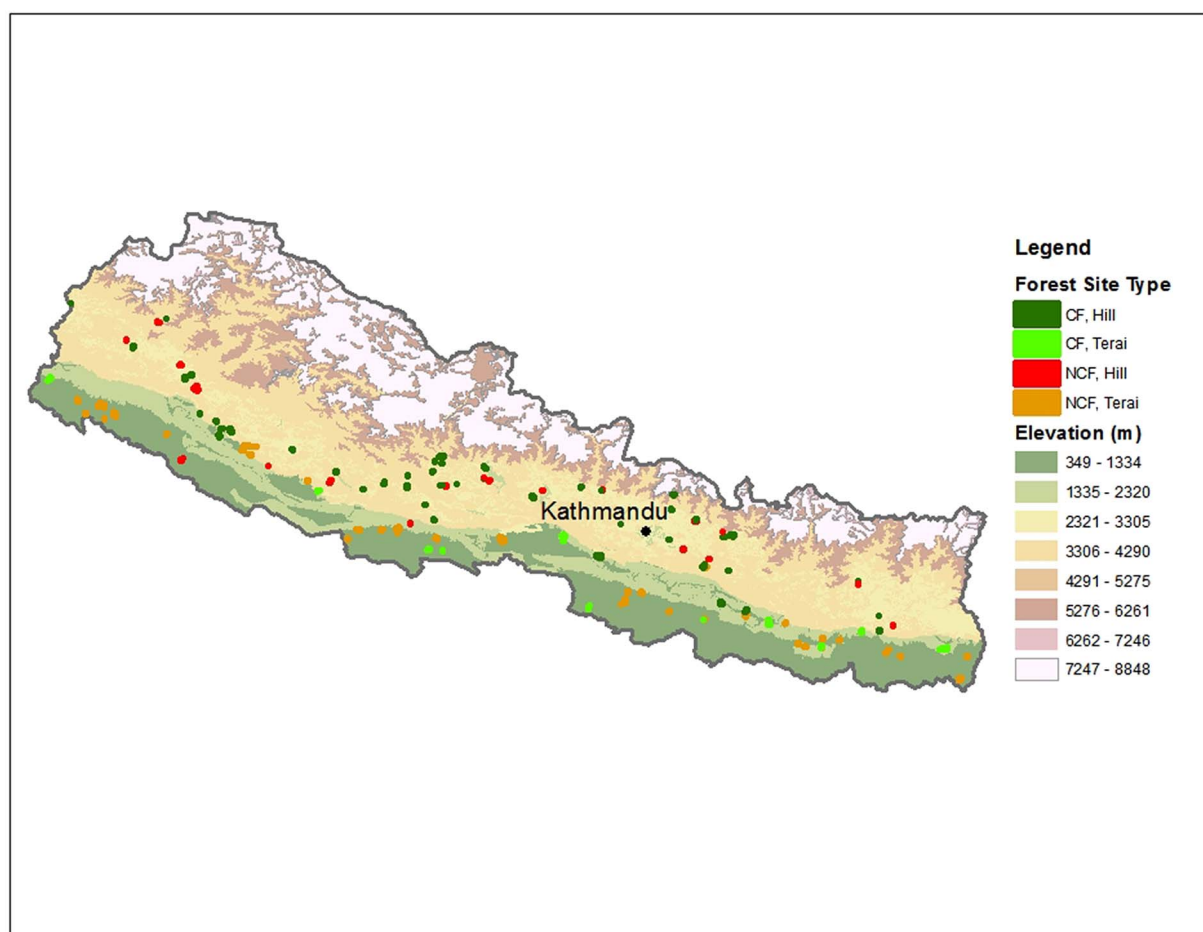 Kathmandu
Legend
Forest Site Type
CF, Hill
CF, Terai
NCF, Hill
NCF, Terai
Elevation (m)
349 - 1334
1335 - 2320
2321 - 3305
3306 - 4290
4291 - 5275
5276 - 6261
6262 - 7246
7247 - 8848